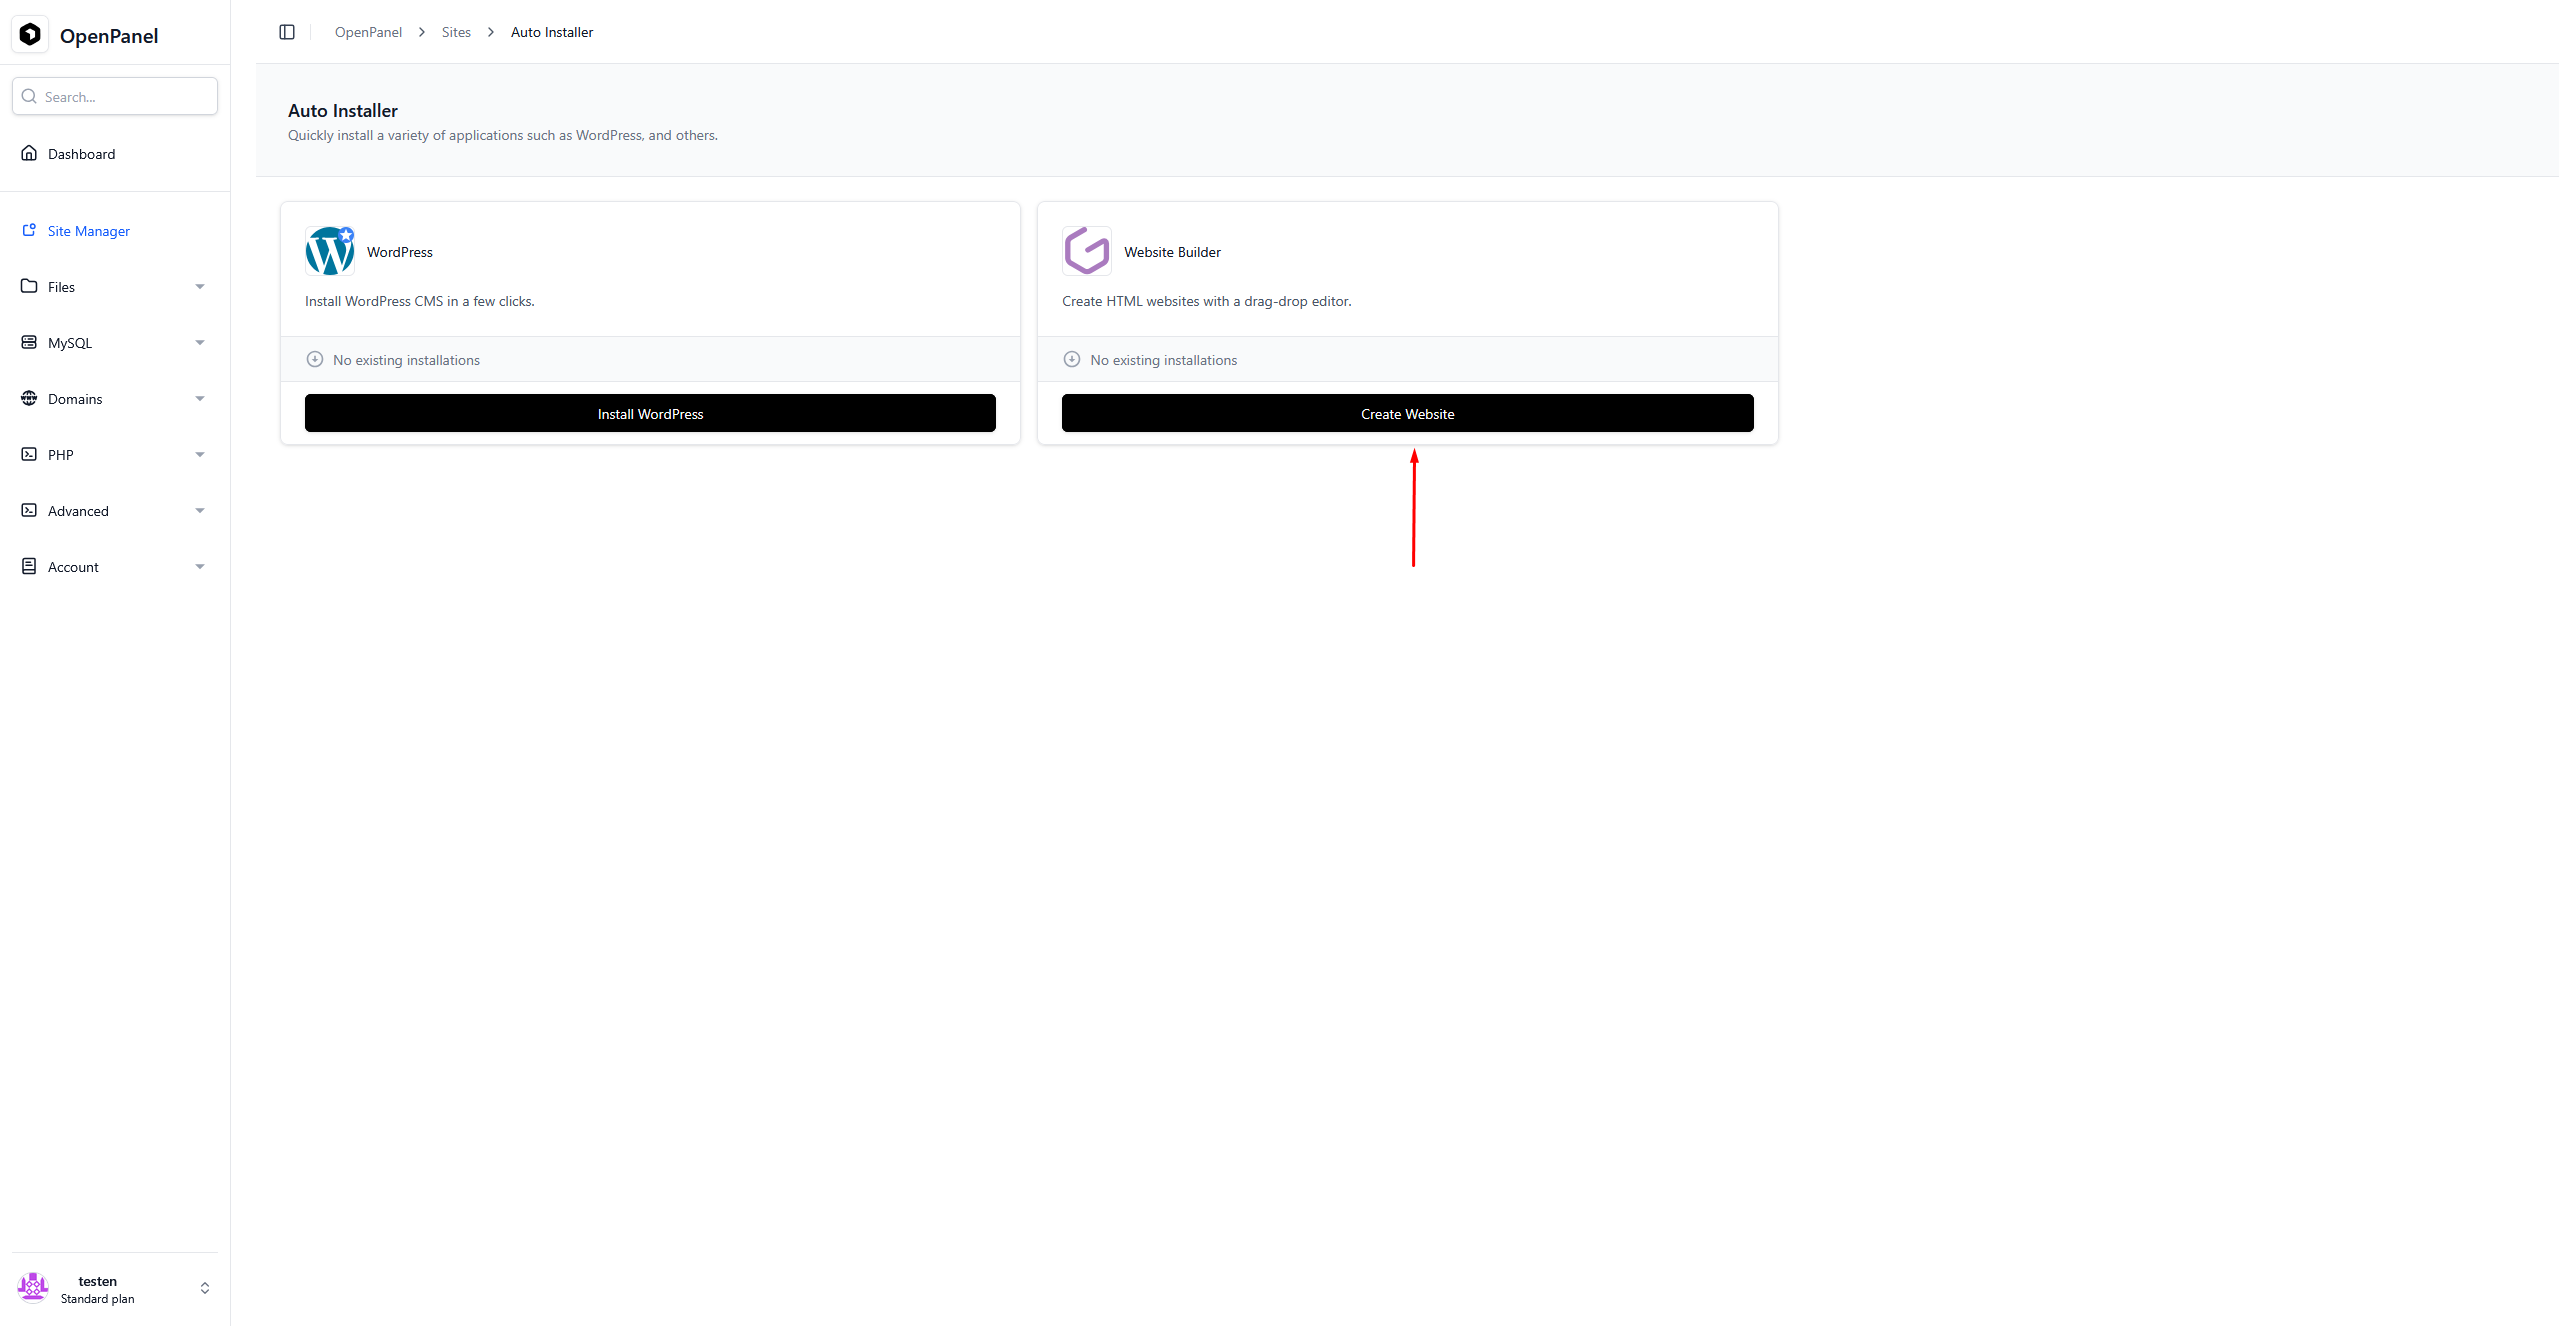 OpenPanel
Search...
Dashboard
Site Manager
Files
MySQL
Domains
PHP
Advanced
Account
testen
Standard plan
OpenPanel > Sites > Auto Installer
Auto Installer
Quickly install a variety of applications such as WordPress, and others.
WordPress
Install WordPress CMS in a few clicks.
No existing installations
Install WordPress
Website Builder
Create HTML websites with a drag-drop editor.
No existing installations
Create Website